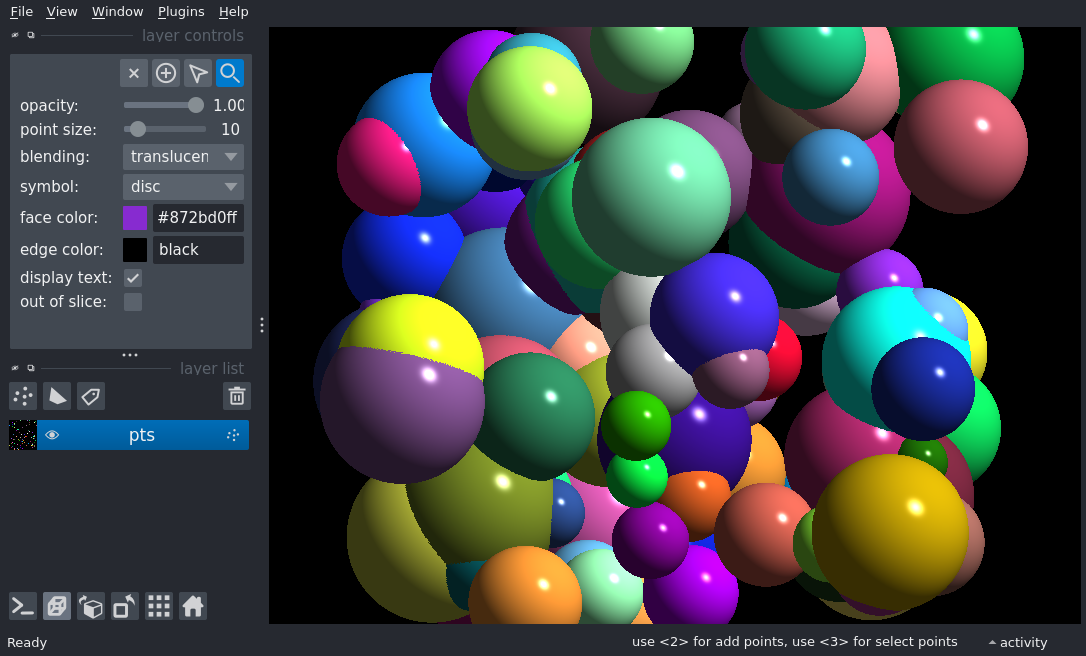 File View Window Plugins Help
layer controls
opacity: 1.00
point size: 10
blending: translucen
symbol: disc
face color: #872bd0ff
edge color: black
display text:
out of slice:
layer list
pts
Ready use <2> for add points, use <3> for select points activity